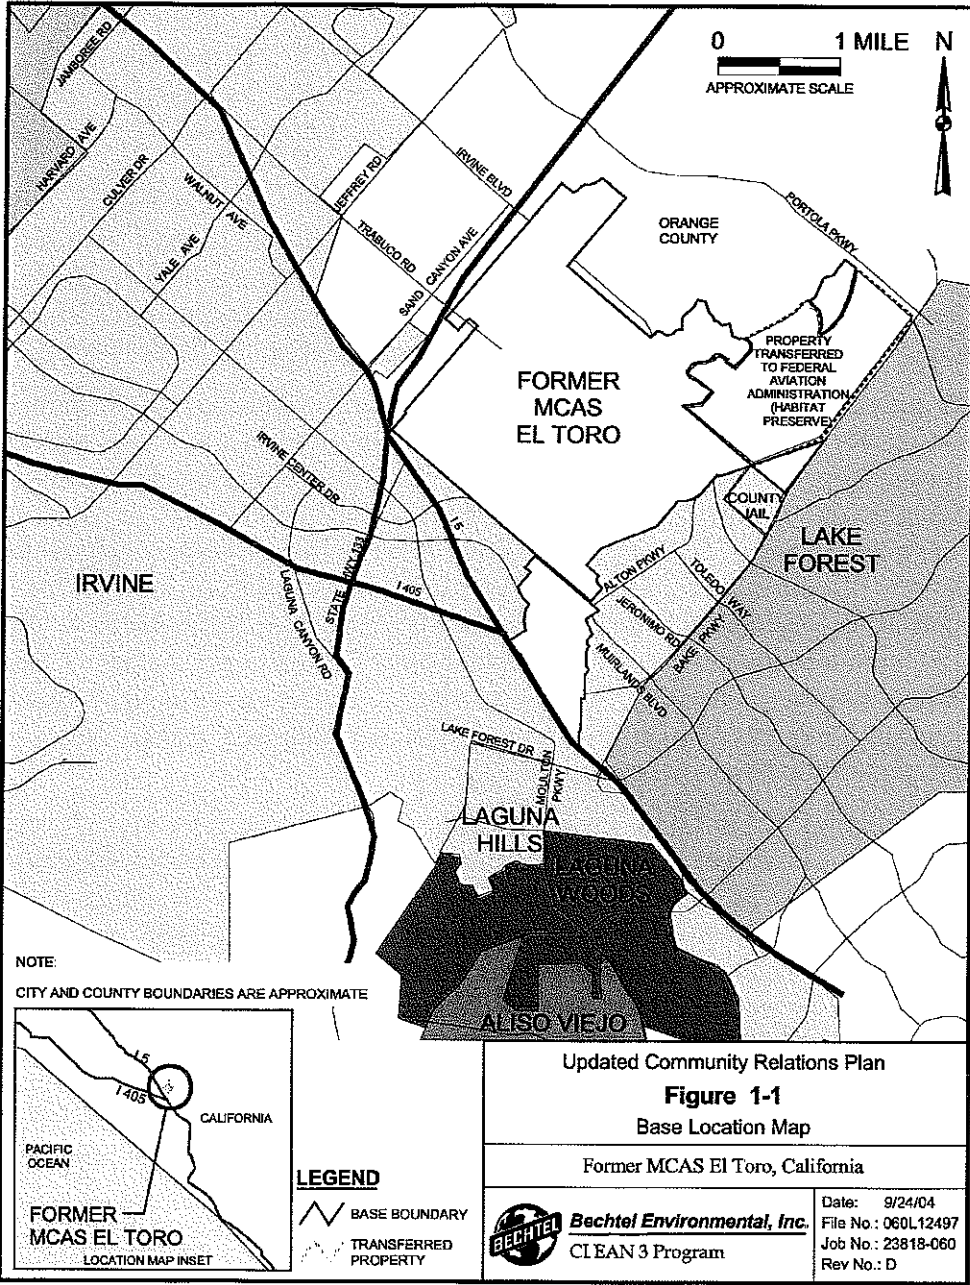 0 1 MILE N
APPROXIMATE SCALE
JAMBOREE RD
HARVARD AVE
CULVER DR
WALNUT AVE
YALE AVE
JEFFREY RD
IRVINE BLVD
TRABUCO RD
SAND CANYON AVE
ORANGE
COUNTY
PORTOLA PKWY
PROPERTY
TRANSFERRED
TO FEDERAL
AVIATION
ADMINISTRATION
(HABITAT
PRESERVE)
FORMER
MCAS
EL TORO
IRVINE CENTER DR
I 5
COUNTY
JAIL
LAKE
FOREST
IRVINE
LAGUNA CANYON RD
STATE HWY 133
I 405
ALTON PKWY
TOLEDO WAY
JERONIMO RD
BAKE PKWY
MUIRLANDS BLVD
LAKE FOREST DR
MOULTON
PKWY
LAGUNA
HILLS
LAGUNA
WOODS
ALISO VIEJO
NOTE:
CITY AND COUNTY BOUNDARIES ARE APPROXIMATE
I 5
I 405
CALIFORNIA
PACIFIC
OCEAN
FORMER
MCAS EL TORO
LOCATION MAP INSET
LEGEND
BASE BOUNDARY
TRANSFERRED
PROPERTY
Updated Community Relations Plan
Figure 1-1
Base Location Map
Former MCAS El Toro, California
BECHTEL
Bechtel Environmental, Inc.
CLEAN 3 Program
Date: 9/24/04
File No.: 060L12497
Job No.: 23818-060
Rev No.: D